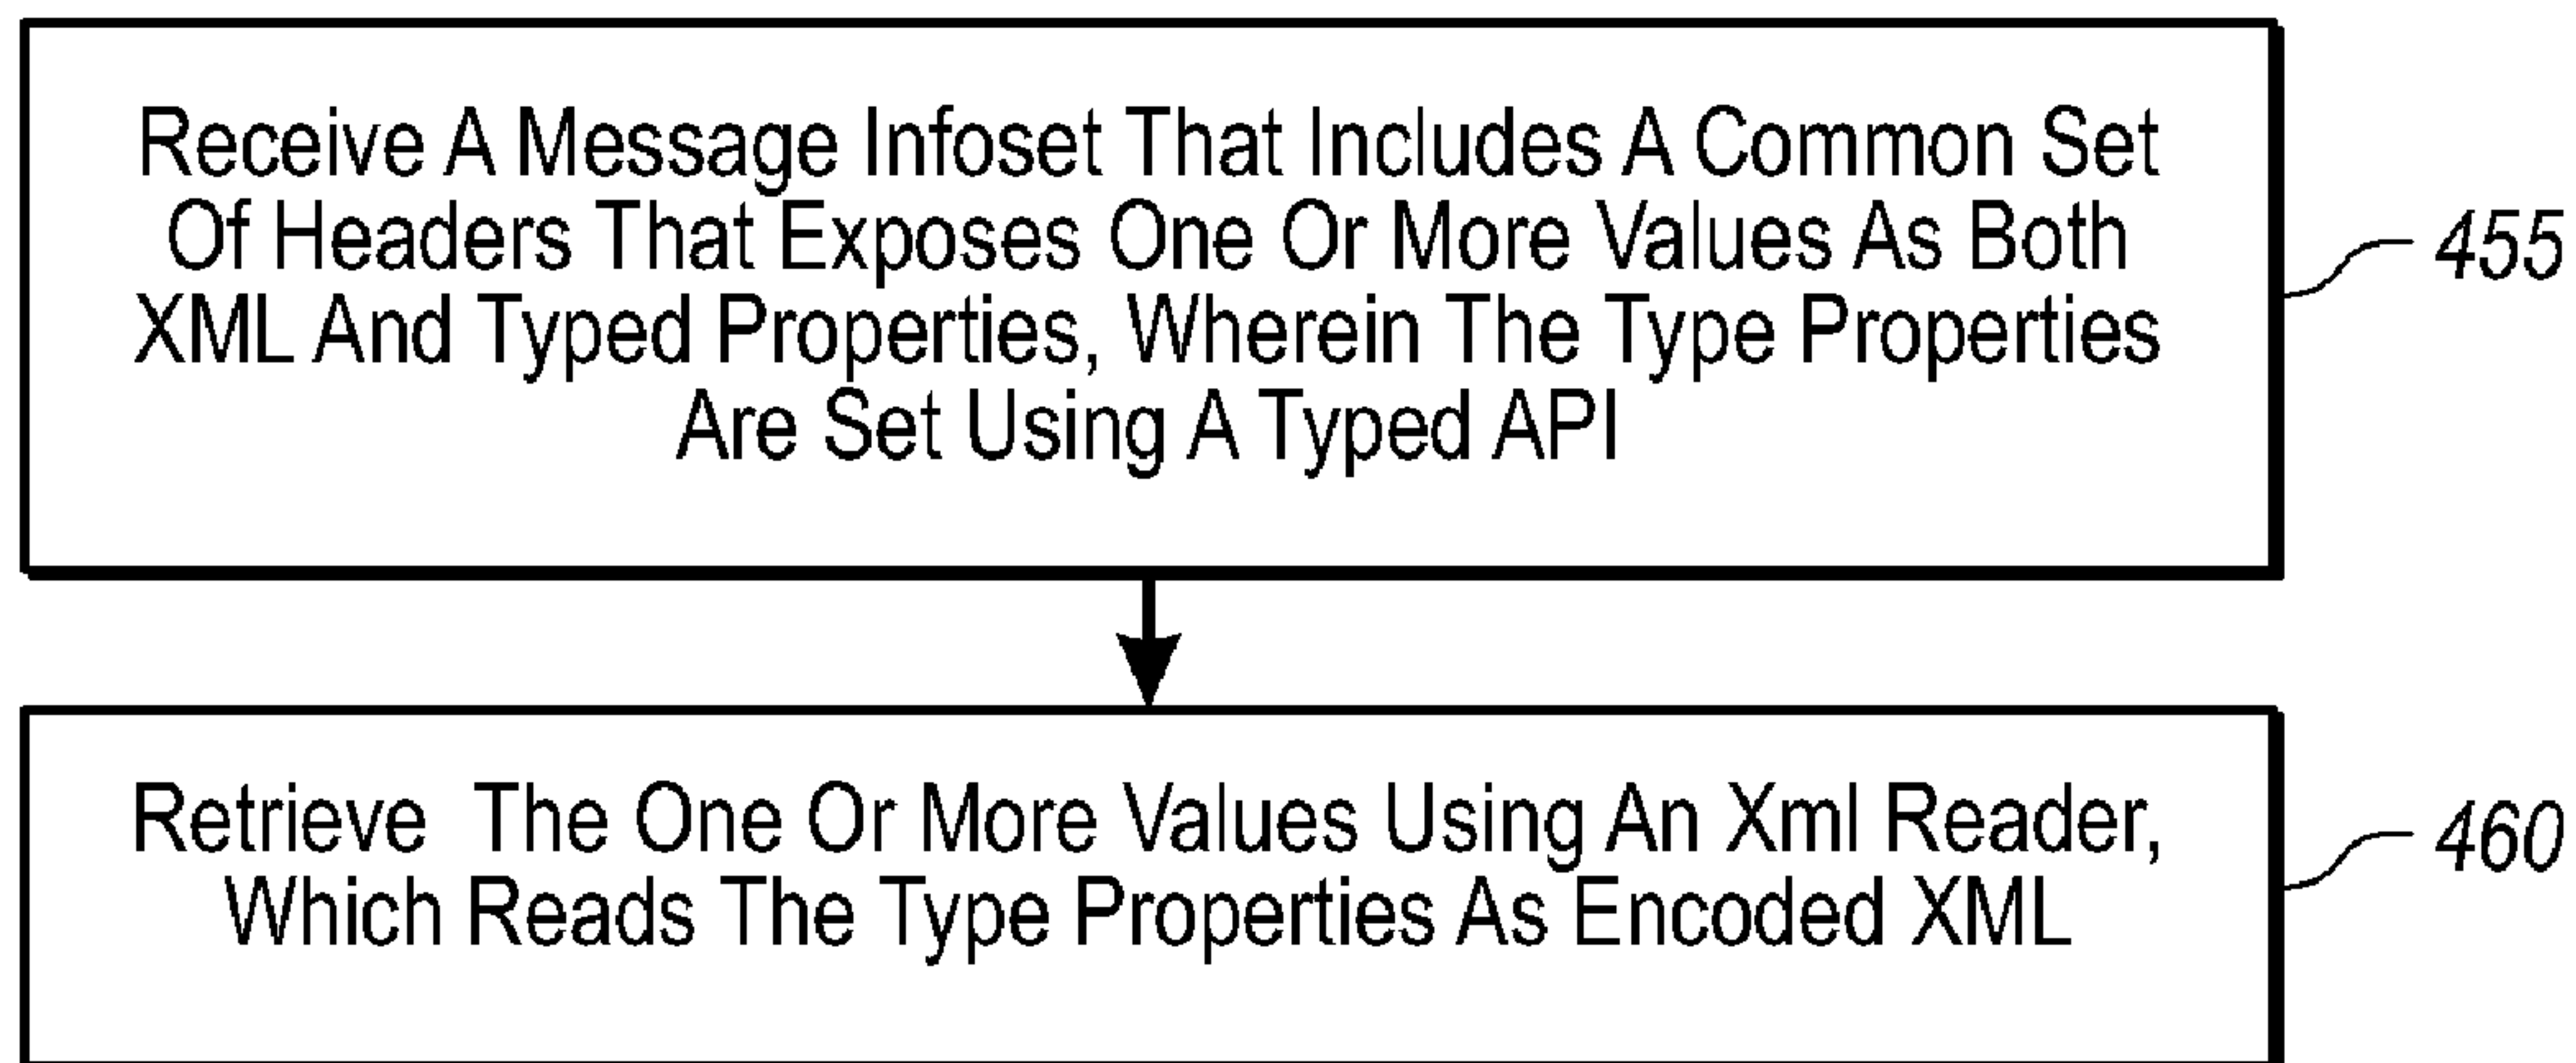 Receive A Message Infoset That Includes A Common Set
Of Headers That Exposes One Or More Values As Both
XML And Typed Properties, Wherein The Type Properties
Are Set Using A Typed API
455
Retrieve The One Or More Values Using An Xml Reader,
Which Reads The Type Properties As Encoded XML
460